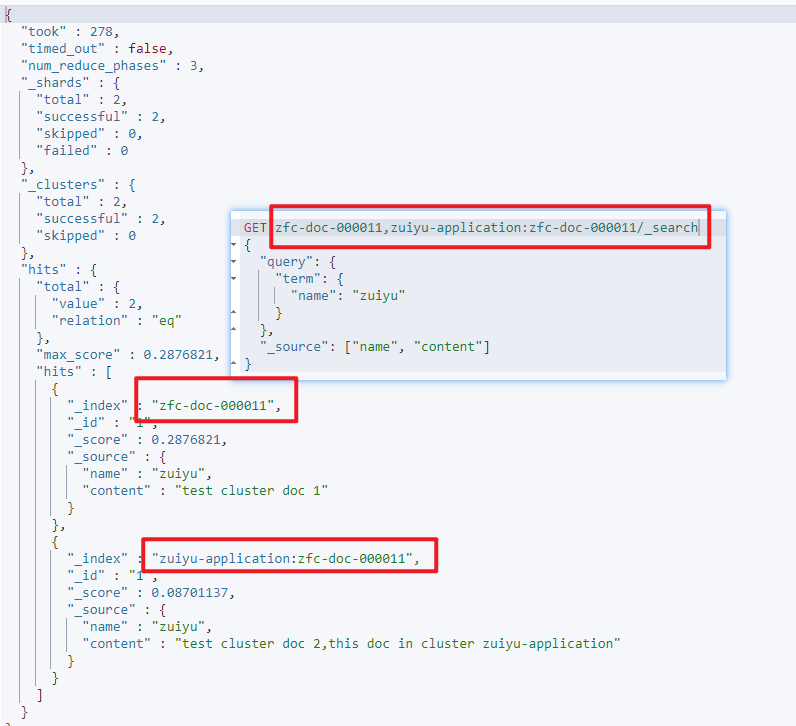 {
"took" : 278,
"timed_out" : false,
"num_reduce_phases" : 3,
"_shards" : {
"total" : 2,
"successful" : 2,
"skipped" : 0,
"failed" : 0
},
"_clusters" : {
"total" : 2,
"successful" : 2,
"skipped" : 0
},
"hits" : {
"total" : {
"value" : 2,
"relation" : "eq"
},
"max_score" : 0.2876821,
"hits" : [
{
"_index" : "zfc-doc-000011",
"_id" : "1",
"_score" : 0.2876821,
"_source" : {
"name" : "zuiyu",
"content" : "test cluster doc 1"
}
},
{
"_index" : "zuiyu-application:zfc-doc-000011",
"_id" : "1",
"_score" : 0.08701137,
"_source" : {
"name" : "zuiyu",
"content" : "test cluster doc 2,this doc in cluster zuiyu-application"
}
}
]
}
}
GET zfc-doc-000011,zuiyu-application:zfc-doc-000011/_search
{
"query": {
"term": {
"name": "zuiyu"
}
},
"_source": ["name", "content"]
}